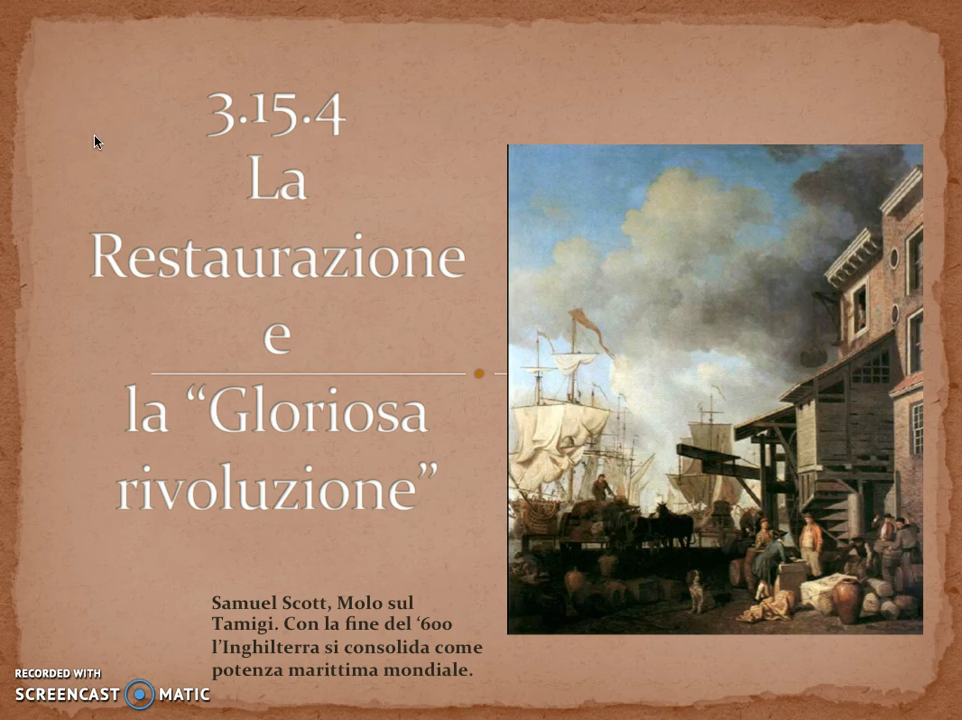 3.15.4
La
Restaurazione
e
la “Gloriosa
rivoluzione”
Samuel Scott, Molo sul
Tamigi. Con la fine del ‘600
l’Inghilterra si consolida come
potenza marittima mondiale.
RECORDED WITH
SCREENCAST MATIC